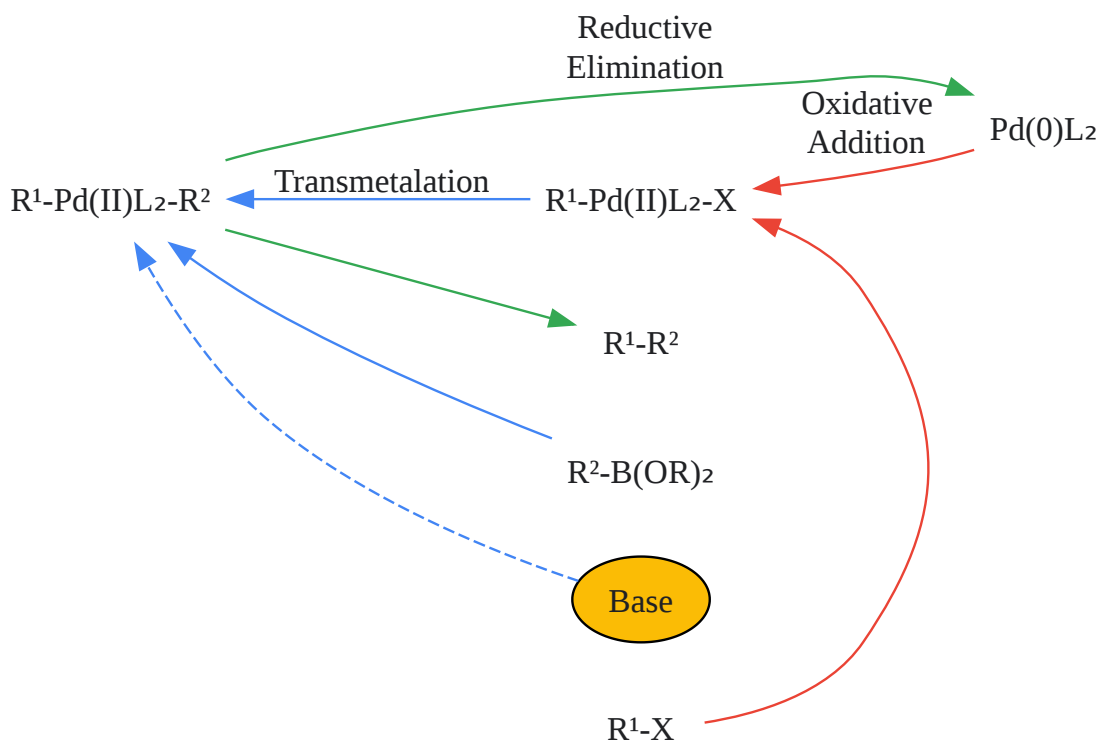 Reductive
Elimination
Oxidative
Addition
Pd(0)L₂
R¹-Pd(II)L₂-R²
Transmetalation
R¹-Pd(II)L₂-X
R¹-R²
R²-B(OR)₂
Base
R¹-X